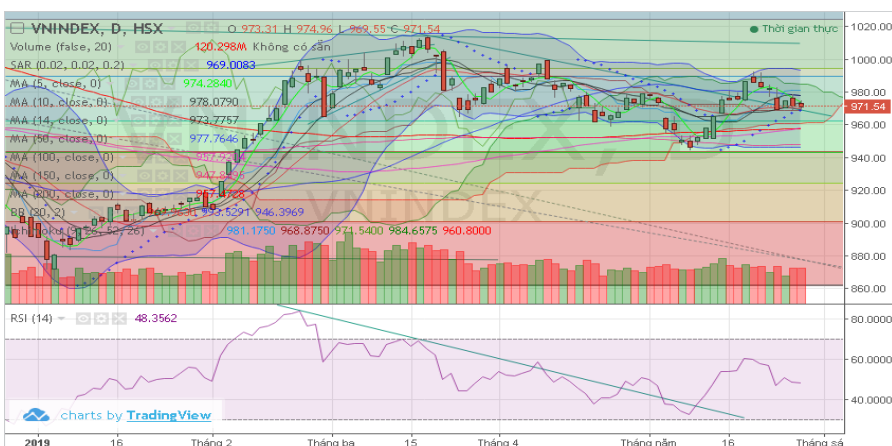 VNINDEX, D, HSX O 973.31 H 974.96 L 969.55 C 971.54
Thời gian thực
Volume (false, 20) 120.298M Không có sẵn
SAR (0.02, 0.02, 0.2) 969.0083
MA (5, close, 0) 974.2840
MA (10, close, 0) 978.0790
MA (14, close, 0) 973.7757
MA (50, close, 0) 977.7646
MA (100, close, 0)
MA (150, close, 0)
MA (200, close, 0)
BB (20, 2) 993.5291 946.3969
981.1750 968.8750 971.5400 984.6575 960.8000
VNINDEX, D
VNINDEX
1020.00
1000.00
980.00
971.54
960.00
940.00
920.00
900.00
880.00
860.00
RSI (14) 48.3562
80.0000
60.0000
40.0000
charts by TradingView
2019 16 Tháng 2 Tháng ba 15 Tháng 4 Tháng năm 16 Tháng sá